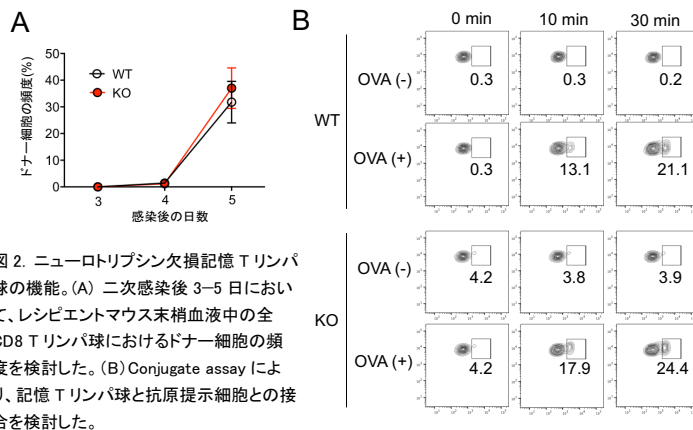 A
B
ドナー細胞の頻度(%)
50
40
30
20
10
0
WT
KO
3
4
5
感染後の日数
図 2. ニューロトリプシン欠損記憶 T リンパ
球の機能。(A) 二次感染後 3–5 日におい
て、レシピエントマウス末梢血液中の全
CD8 T リンパ球におけるドナー細胞の頻
度を検討した。(B) Conjugate assay によ
り、記憶 T リンパ球と抗原提示細胞との接
合を検討した。
0 min 10 min 30 min
WT
OVA (-) 0.3 0.3 0.2
OVA (+) 0.3 13.1 21.1
KO
OVA (-) 4.2 3.8 3.9
OVA (+) 4.2 17.9 24.4